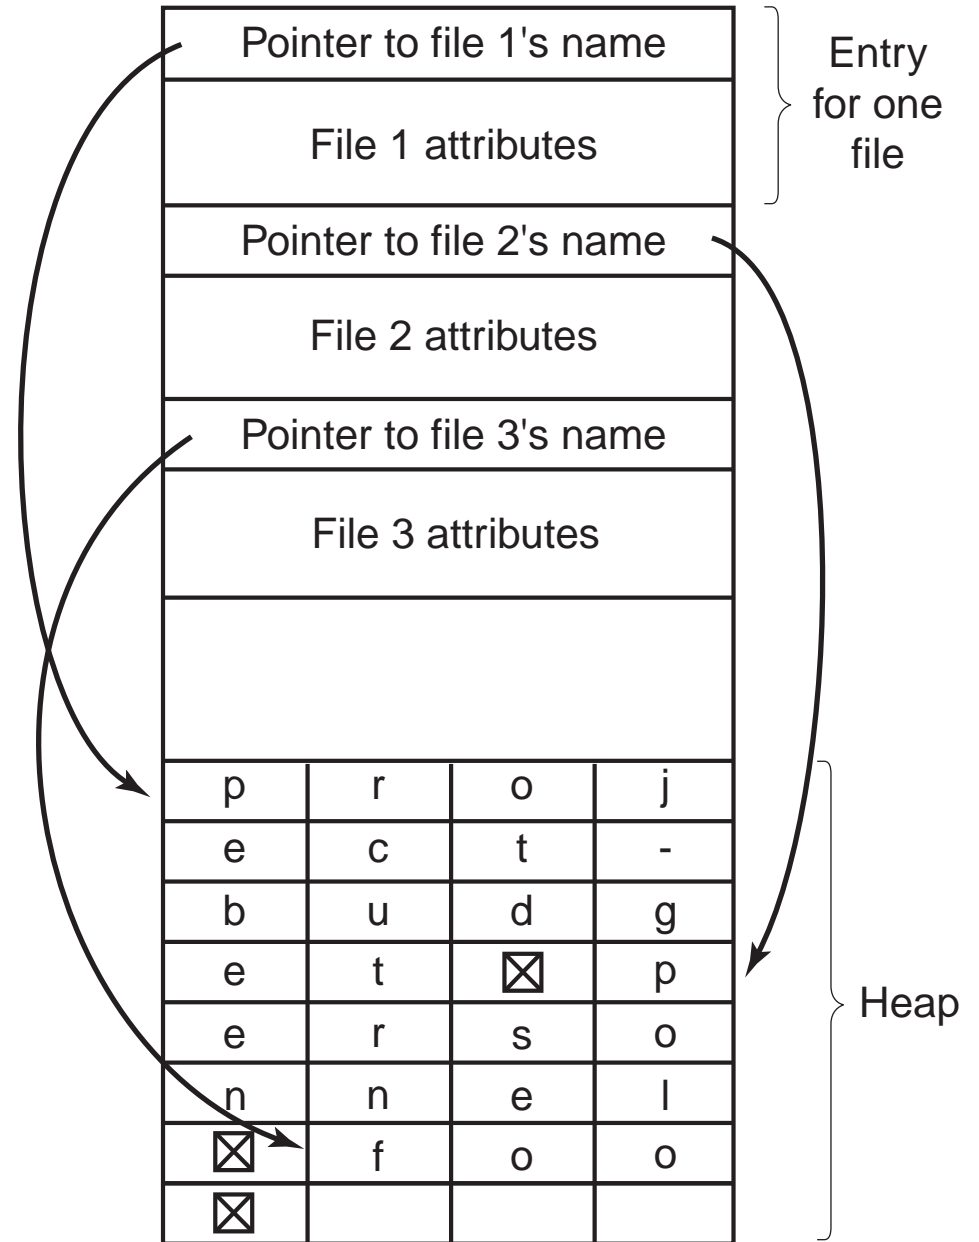 Pointer to file 1's name
File 1 attributes
Entry
for one
file
Pointer to file 2's name
File 2 attributes
Pointer to file 3's name
File 3 attributes
p r o j
e c t -
b u d g
e t ☒ p
e r s o
n n e l
☒ f o o
☒
Heap